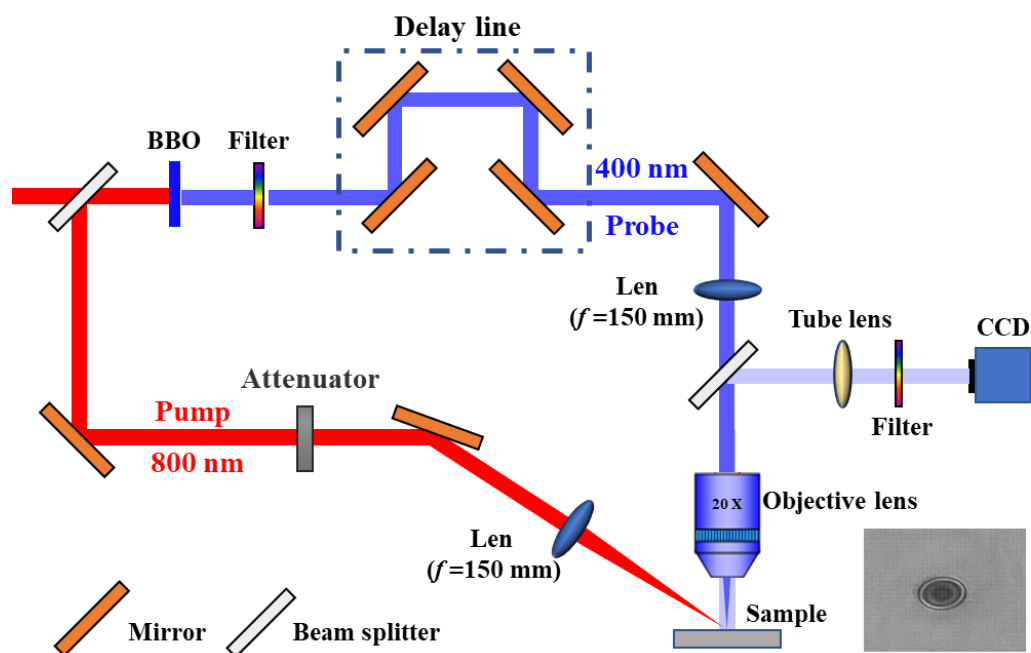 Delay line
BBO
Filter
400 nm
Probe
Len
(f =150 mm)
Tube lens
CCD
Attenuator
Filter
Pump
800 nm
20 X
Objective lens
Len
(f =150 mm)
Sample
Mirror
Beam splitter